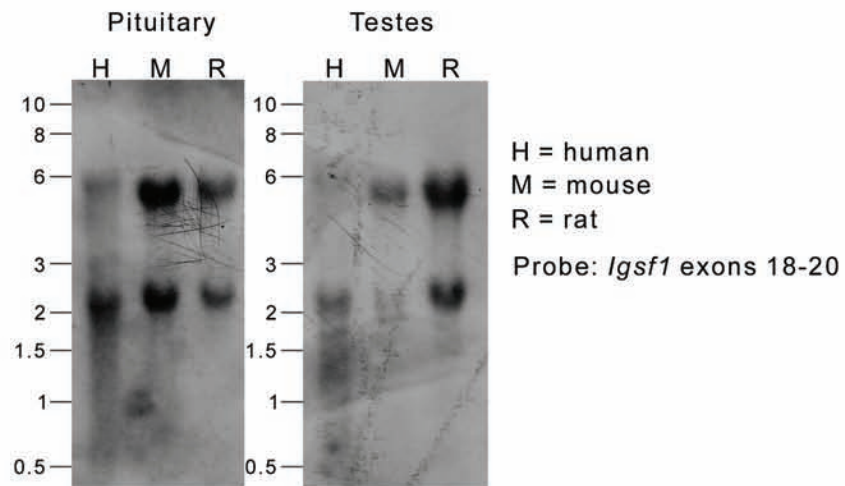 Pituitary
H M R
10
8
6
3
2
1.5
1
0.5
Testes
H M R
10
8
6
3
2
1.5
1
0.5
H = human
M = mouse
R = rat
Probe: Igsf1 exons 18-20